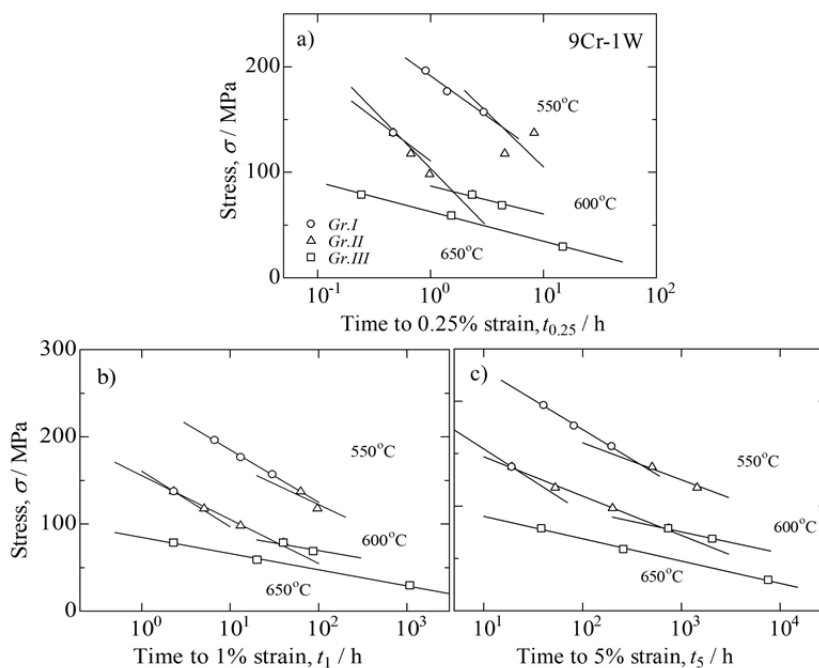 a)
9Cr-1W
200
100
0
Stress, σ / MPa
550°C
600°C
650°C
Gr.I
Gr.II
Gr.III
10⁻¹ 10⁰ 10¹ 10²
Time to 0.25% strain, t₀.₂₅ / h
b)
300
200
100
0
Stress, σ / MPa
550°C
600°C
650°C
10⁰ 10¹ 10² 10³
Time to 1% strain, t₁ / h
c)
550°C
600°C
650°C
10¹ 10² 10³ 10⁴
Time to 5% strain, t₅ / h